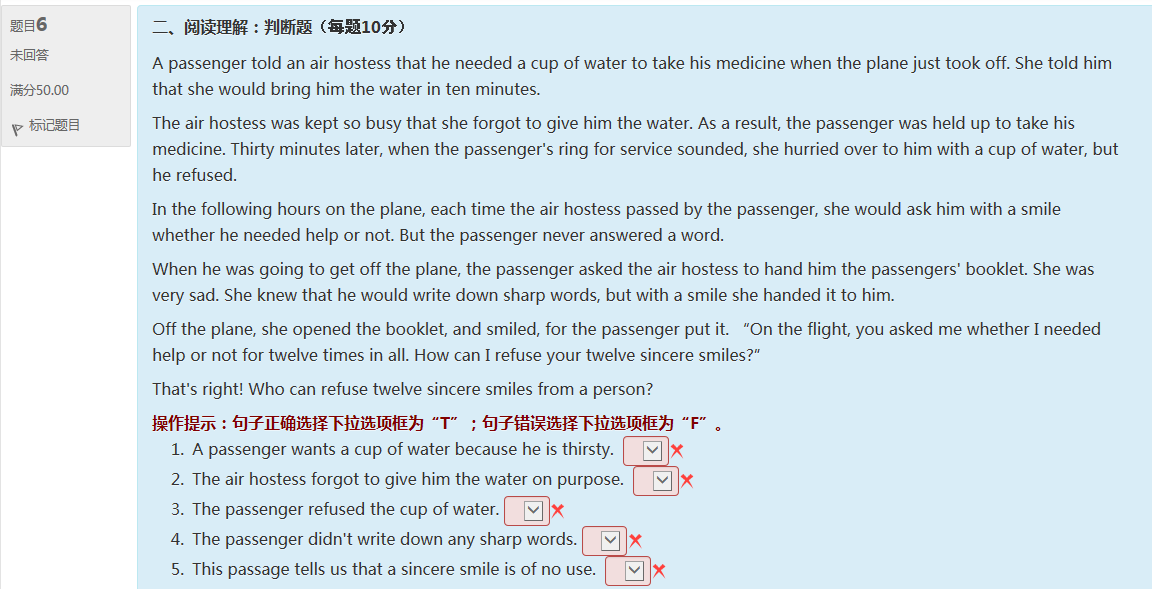 题目6
未回答
满分50.00
标记题目
二、阅读理解：判断题（每题10分）
A passenger told an air hostess that he needed a cup of water to take his medicine when the plane just took off. She told him
that she would bring him the water in ten minutes.
The air hostess was kept so busy that she forgot to give him the water. As a result, the passenger was held up to take his
medicine. Thirty minutes later, when the passenger's ring for service sounded, she hurried over to him with a cup of water, but
he refused.
In the following hours on the plane, each time the air hostess passed by the passenger, she would ask him with a smile
whether he needed help or not. But the passenger never answered a word.
When he was going to get off the plane, the passenger asked the air hostess to hand him the passengers' booklet. She was
very sad. She knew that he would write down sharp words, but with a smile she handed it to him.
Off the plane, she opened the booklet, and smiled, for the passenger put it. “On the flight, you asked me whether I needed
help or not for twelve times in all. How can I refuse your twelve sincere smiles?”
That's right! Who can refuse twelve sincere smiles from a person?
操作提示：句子正确选择下拉选项框为“T”；句子错误选择下拉选项框为“F”。
1. A passenger wants a cup of water because he is thirsty.
2. The air hostess forgot to give him the water on purpose.
3. The passenger refused the cup of water.
4. The passenger didn't write down any sharp words.
5. This passage tells us that a sincere smile is of no use.